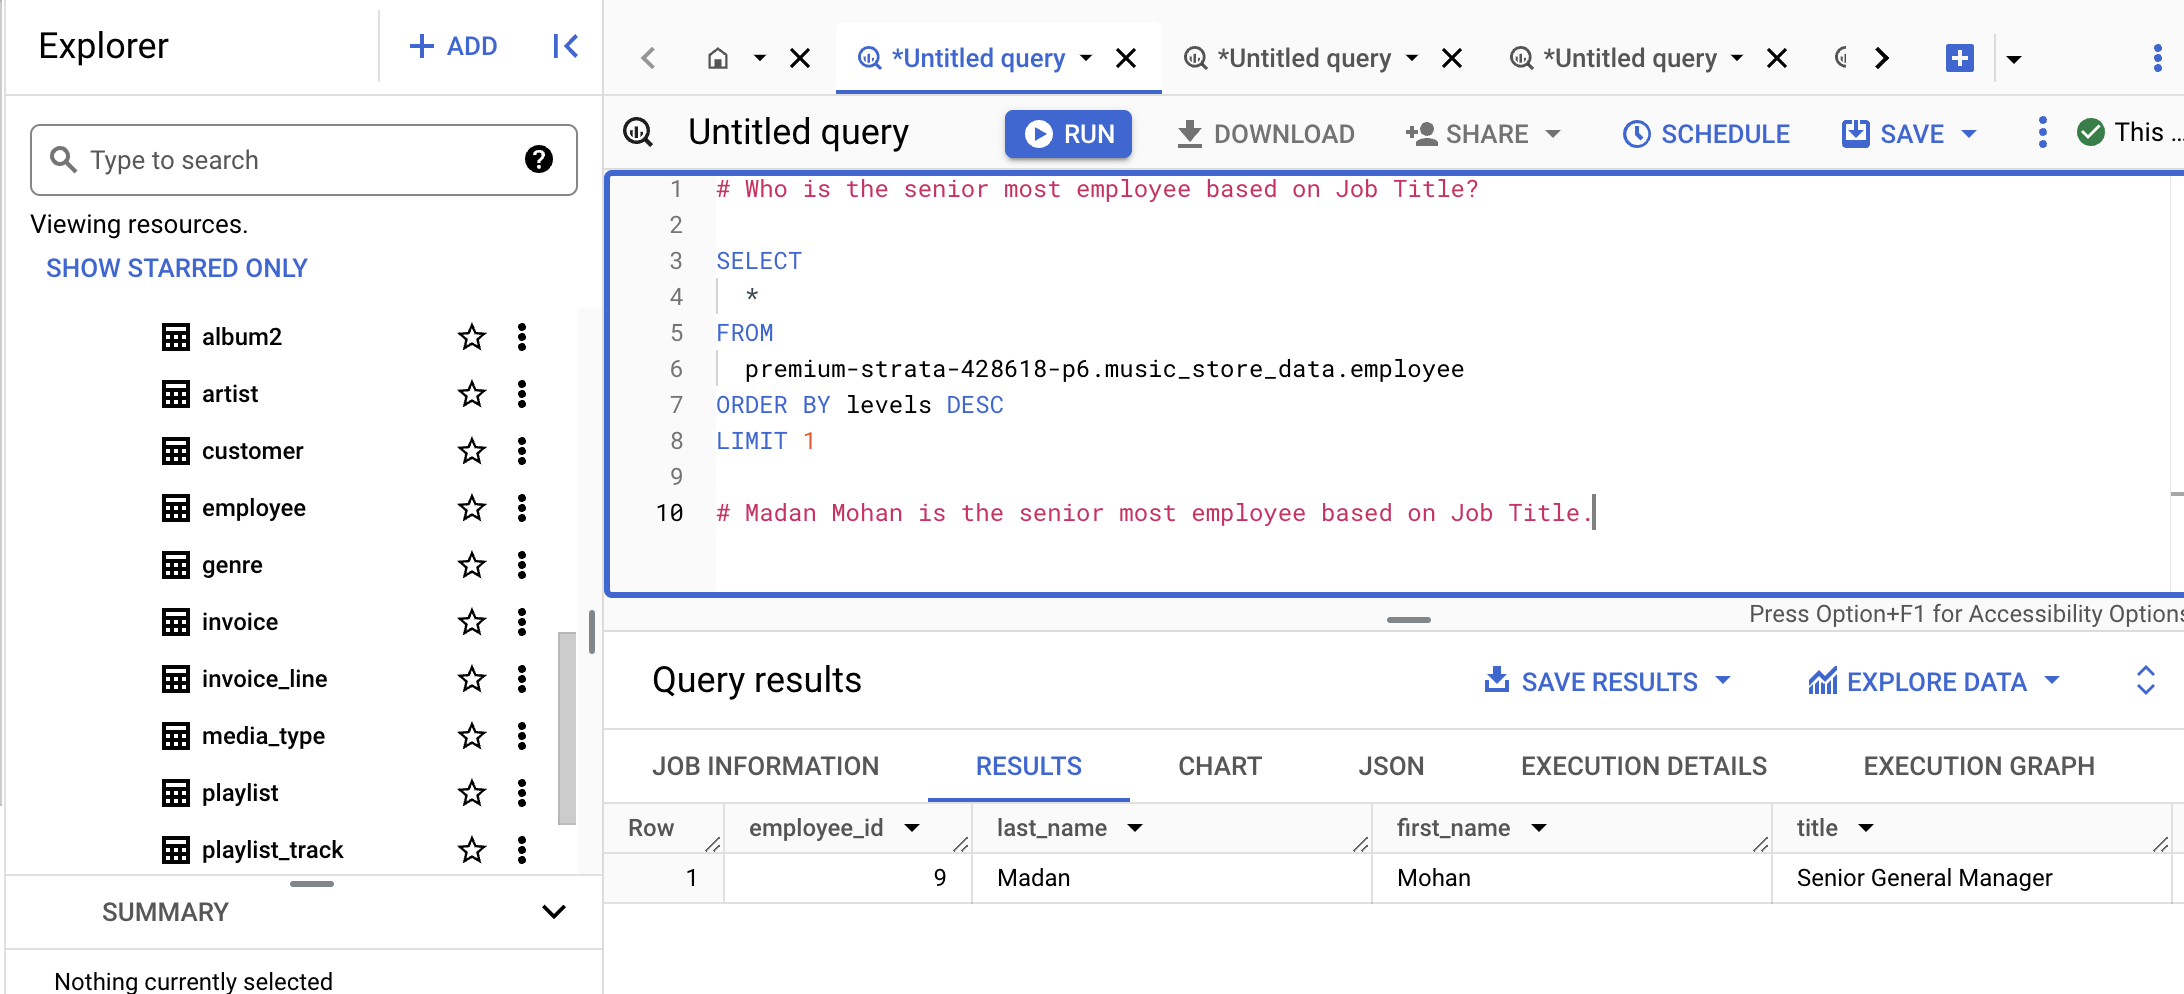 Explorer
ADD
Type to search
Viewing resources.
SHOW STARRED ONLY
album2
artist
customer
employee
genre
invoice
invoice_line
media_type
playlist
playlist_track
SUMMARY
Nothing currently selected
*Untitled query *Untitled query *Untitled query
Untitled query RUN DOWNLOAD SHARE SCHEDULE SAVE This ...
1 # Who is the senior most employee based on Job Title?
2
3 SELECT
4 *
5 FROM
6 premium-strata-428618-p6.music_store_data.employee
7 ORDER BY levels DESC
8 LIMIT 1
9
10 # Madan Mohan is the senior most employee based on Job Title.
Press Option+F1 for Accessibility Options
Query results SAVE RESULTS EXPLORE DATA
JOB INFORMATION RESULTS CHART JSON EXECUTION DETAILS EXECUTION GRAPH
Row employee_id last_name first_name title
1 9 Madan Mohan Senior General Manager